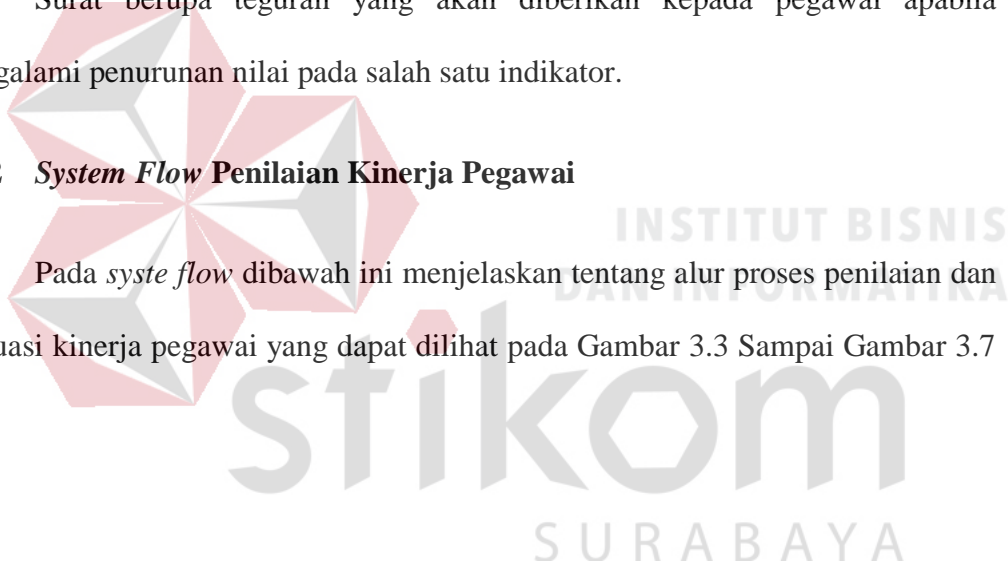 Surat berupa teguran yang akan diberikan kepada pegawai apabila
galami penurunan nilai pada salah satu indikator.
System Flow Penilaian Kinerja Pegawai
INSTITUT BISNIS
Pada syste flow dibawah ini menjelaskan tentang alur proses penilaian dan
DAN INFORMATIKA
uasi kinerja pegawai yang dapat dilihat pada Gambar 3.3 Sampai Gambar 3.7
stikom
SURABAYA